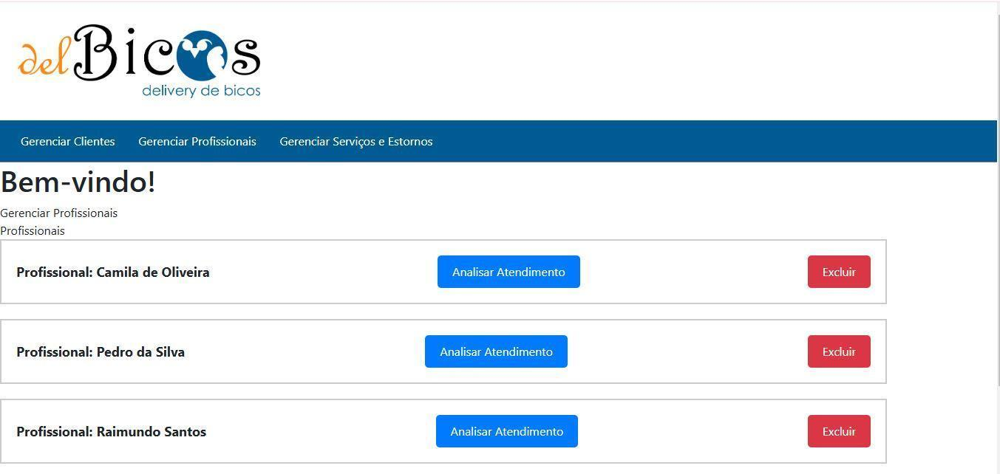 delBicos
delivery de bicos
Gerenciar Clientes Gerenciar Profissionais Gerenciar Serviços e Estornos
Bem-vindo!
Gerenciar Profissionais
Profissionais
Profissional: Camila de Oliveira Analisar Atendimento Excluir
Profissional: Pedro da Silva Analisar Atendimento Excluir
Profissional: Raimundo Santos Analisar Atendimento Excluir